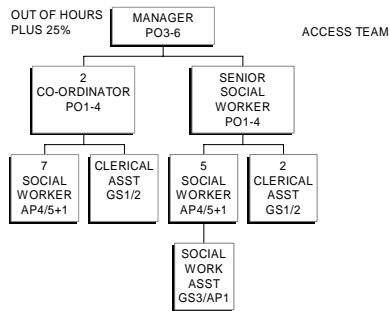 OUT OF HOURS
PLUS 25%
MANAGER
PO3-6
ACCESS TEAM
2
CO-ORDINATOR
PO1-4
SENIOR
SOCIAL
WORKER
PO1-4
7
SOCIAL
WORKER
AP4/5+1
CLERICAL
ASST
GS1/2
5
SOCIAL
WORKER
AP4/5+1
2
CLERICAL
ASST
GS1/2
SOCIAL
WORK
ASST
GS3/AP1